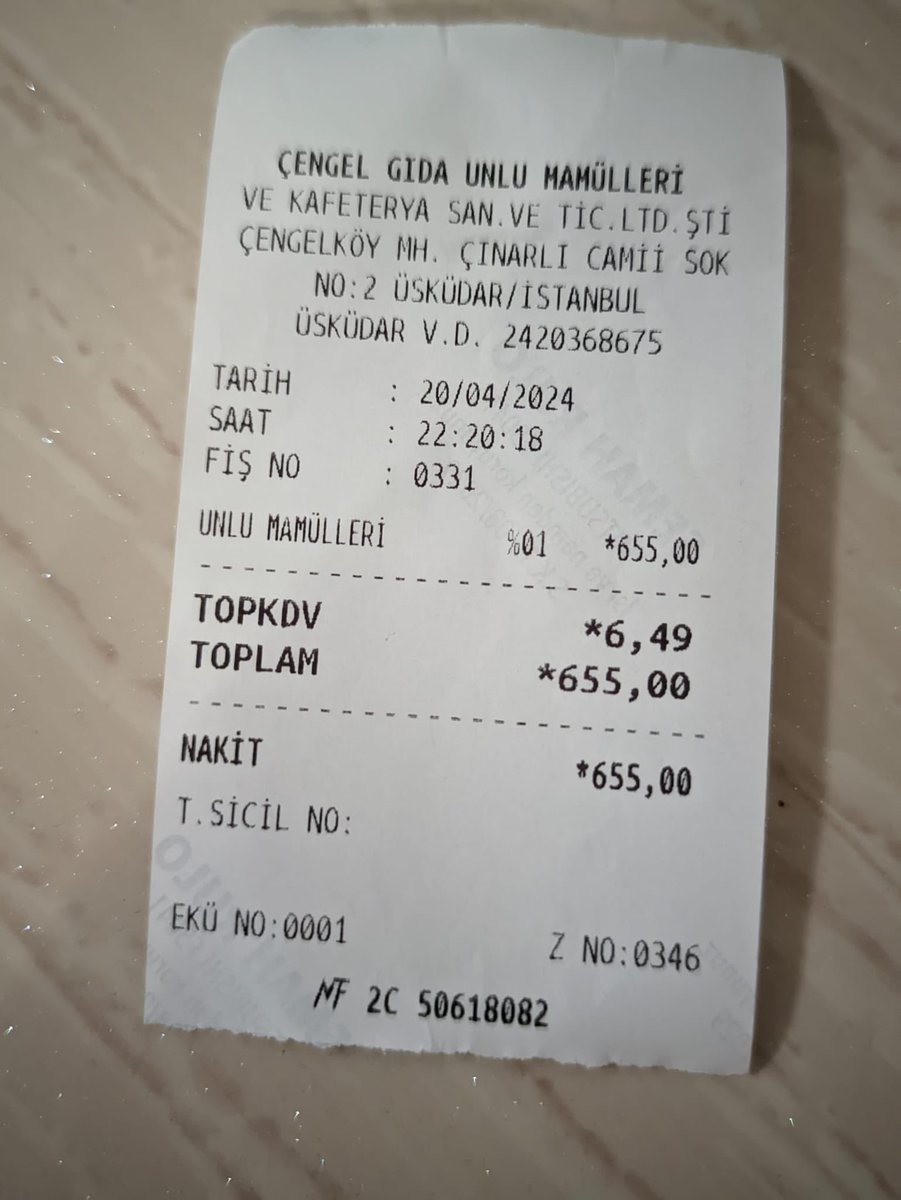 ÇENGEL GIDA UNLU MAMÜLLERİ
VE KAFETERYA SAN.VE TİC.LTD.ŞTİ
ÇENGELKÖY MH. ÇINARLI CAMİİ SOK
NO:2 ÜSKÜDAR/İSTANBUL
ÜSKÜDAR V.D. 2420368675
TARİH : 20/04/2024
SAAT : 22:20:18
FİŞ NO : 0331
UNLU MAMÜLLERİ %01 *655,00
TOPKDV *6,49
TOPLAM *655,00
NAKİT *655,00
T.SİCİL NO:
EKÜ NO:0001 Z NO:0346
MF 2C 50618082